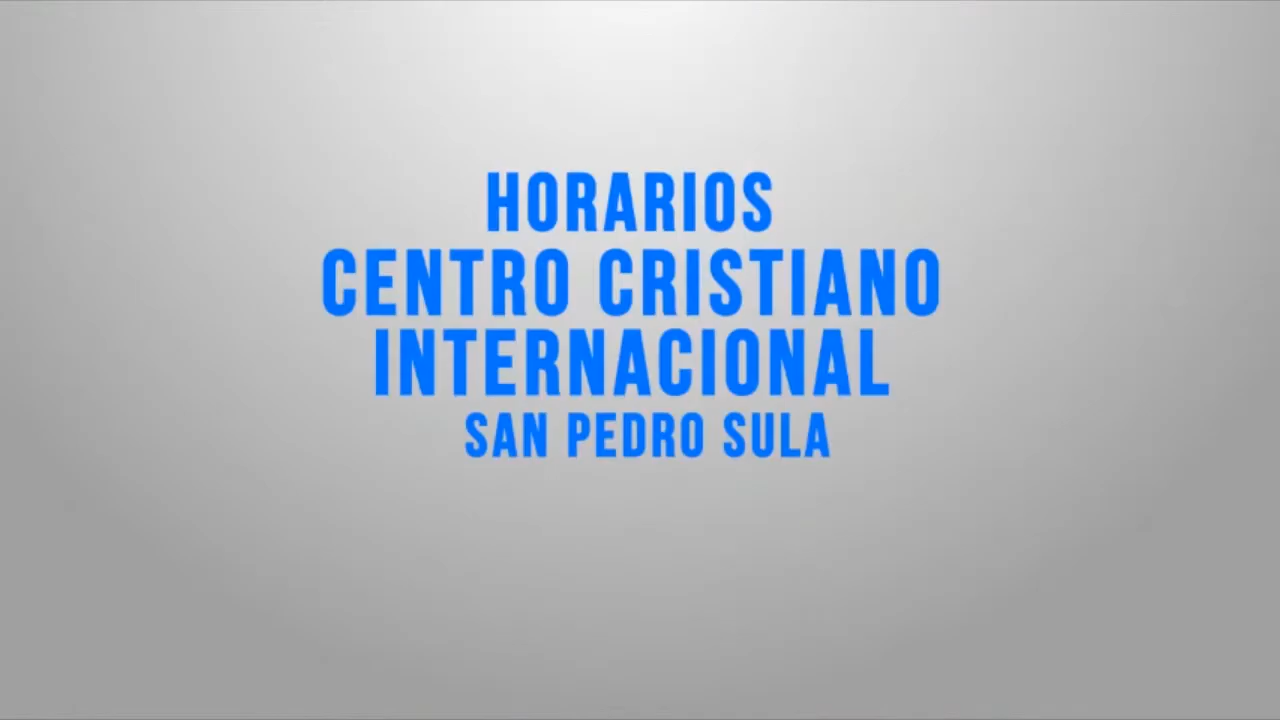 HORARIOS
CENTRO CRISTIANO
INTERNACIONAL
SAN PEDRO SULA